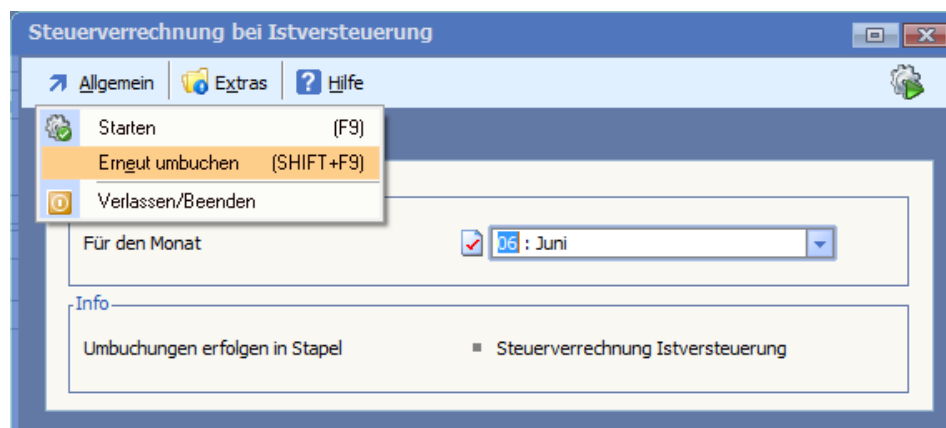 Steuerverrechnung bei Istversteuerung
Allgemein Extras ? Hilfe
Starten (F9)
Erneut umbuchen (SHIFT+F9)
Verlassen/Beenden
Für den Monat 06 : Juni
Info
Umbuchungen erfolgen in Stapel Steuerverrechnung Istversteuerung